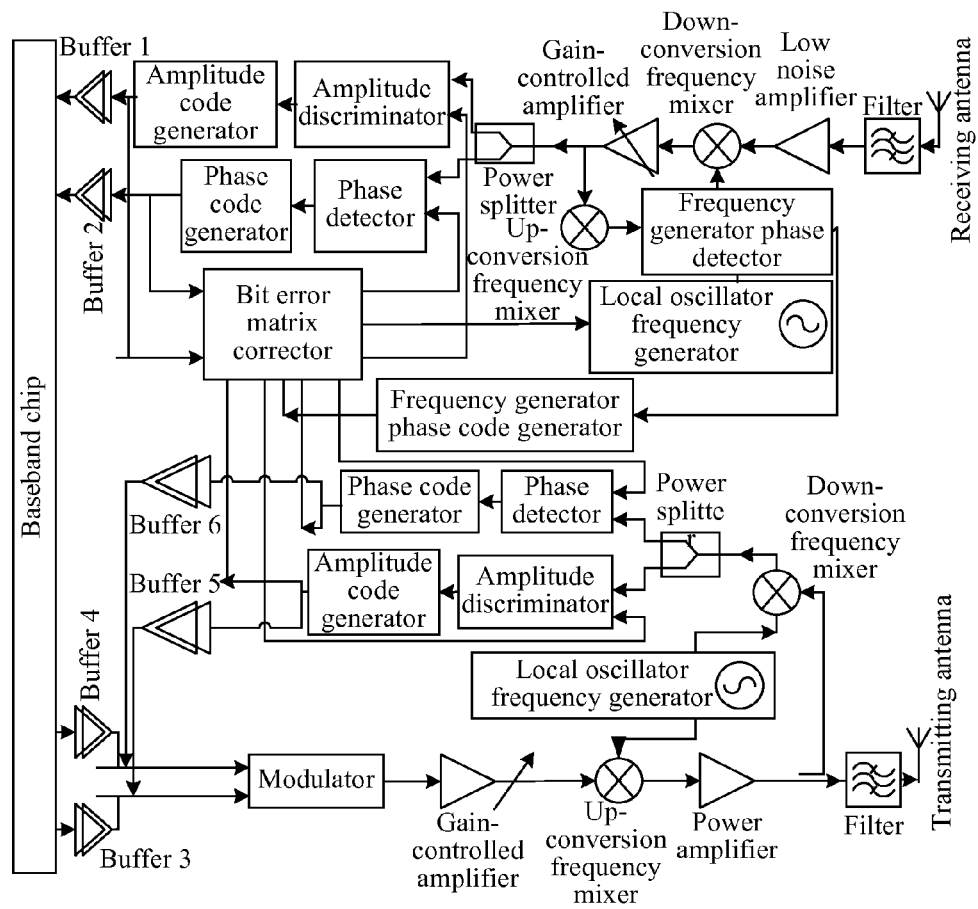 Buffer 1
Amplitude
code
generator
Amplitude
discriminator
Gain-
controlled
amplifier
Down-
conversion
frequency
mixer
Low
noise
amplifier
Filter
Receiving antenna
Buffer 2
Phase
code
generator
Phase
detector
Power
splitter
Up-
conversion
frequency
mixer
Frequency
generator phase
detector
Bit error
matrix
corrector
Local oscillator
frequency
generator
Frequency generator
phase code generator
Baseband chip
Buffer 6
Phase code
generator
Phase
detector
Power
splitte
r
Down-
conversion
frequency
mixer
Buffer 5
Amplitude
code
generator
Amplitude
discriminator
Buffer 4
Local oscillator
frequency generator
Transmitting antenna
Modulator
Buffer 3
Gain-
controlled
amplifier
Up-
conversion
frequency
mixer
Power
amplifier
Filter